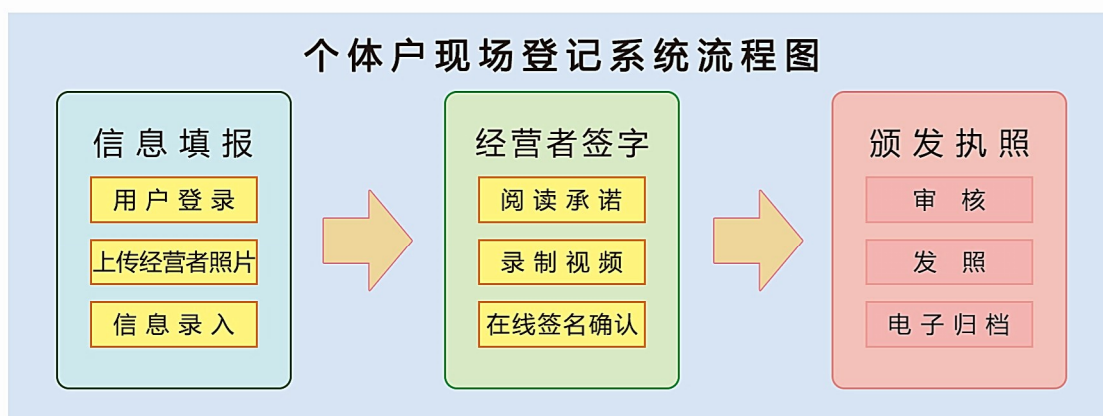 个体户现场登记系统流程图
信息填报
用户登录
上传经营者照片
信息录入
经营者签字
阅读承诺
录制视频
在线签名确认
颁发执照
审核
发照
电子归档